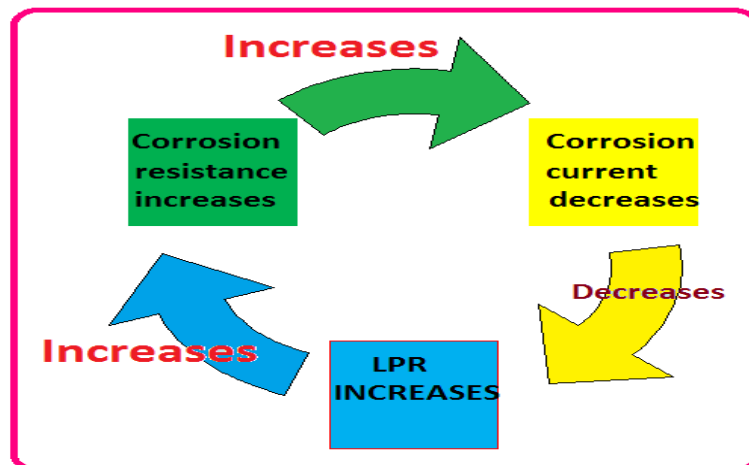 Increases
Corrosion
resistance
increases
Corrosion
current
decreases
Decreases
LPR
INCREASES
Increases